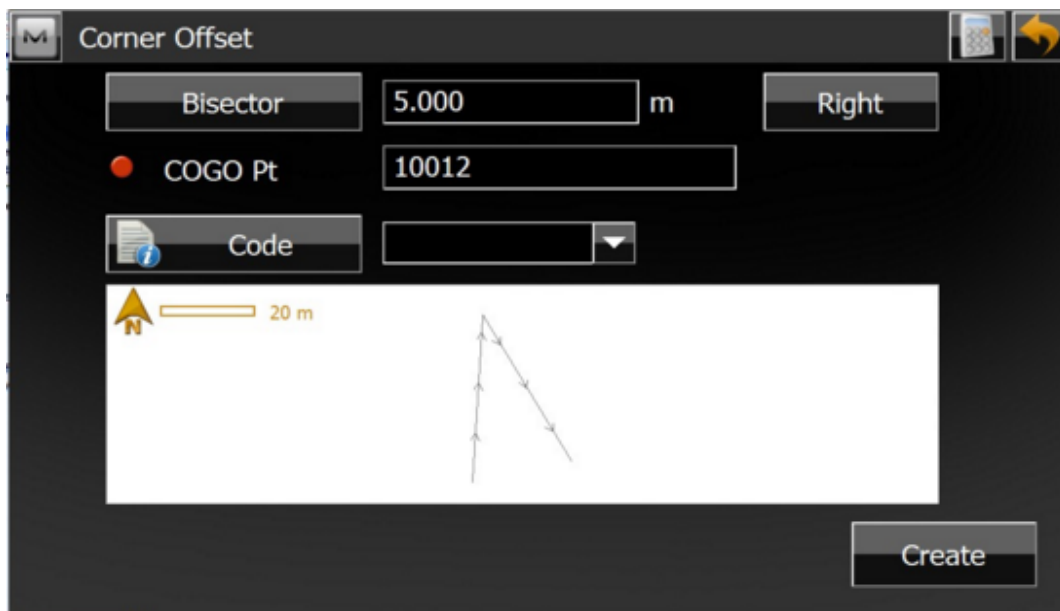 Corner Offset
Bisector 5.000 m Right
COGO Pt 10012
Code
N 20 m
Create